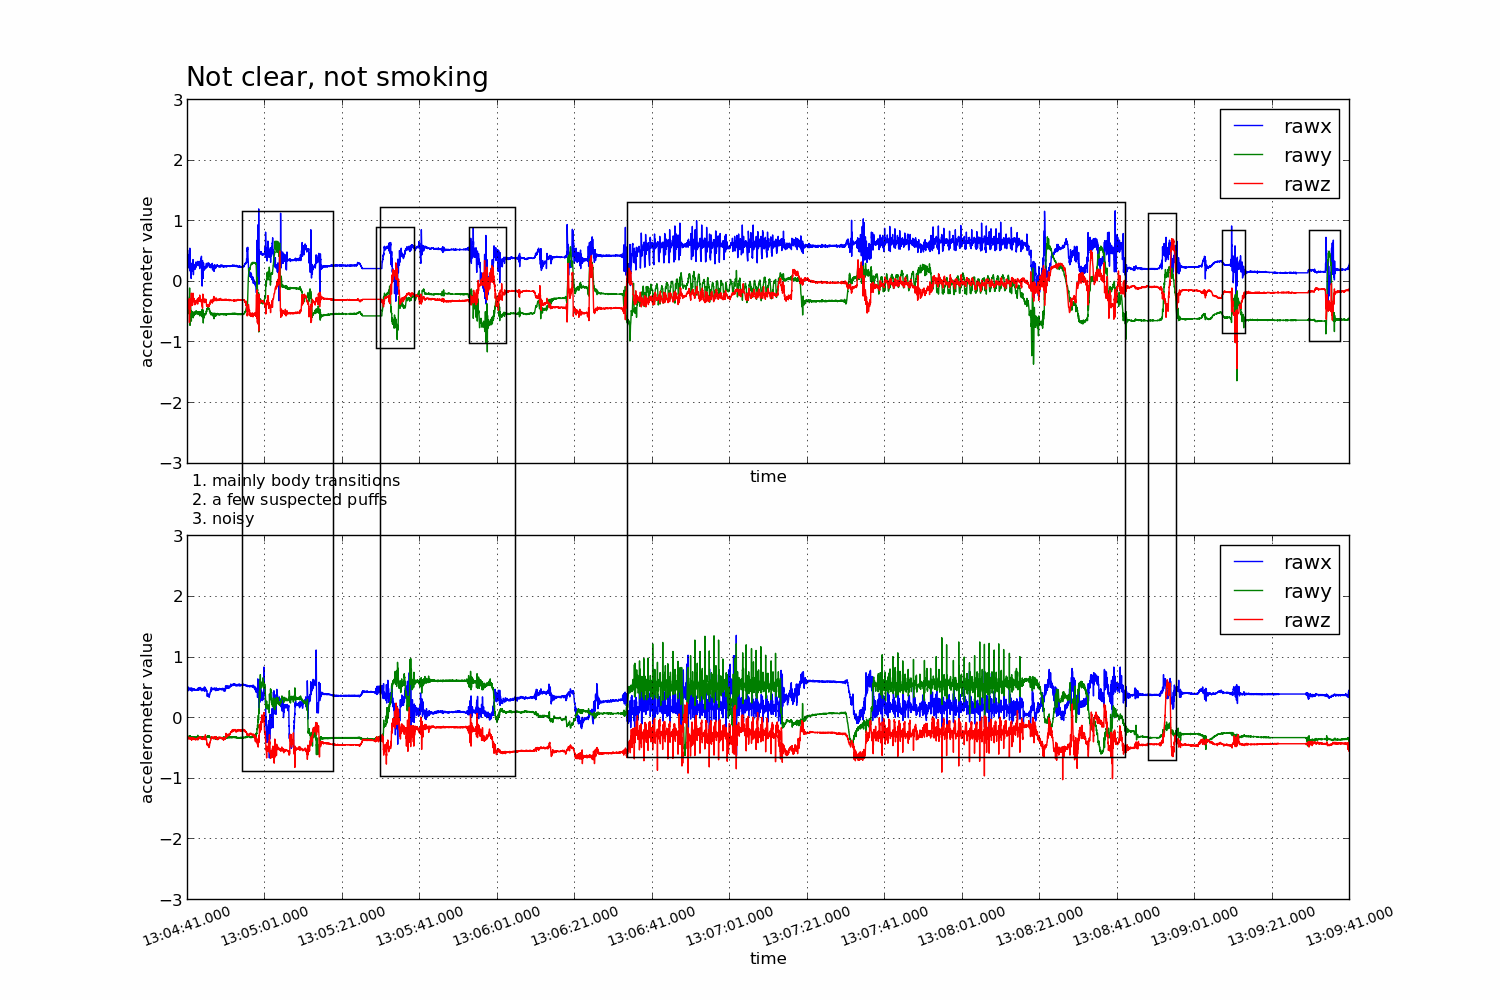 Not clear, not smoking
3
2
1
0
−1
−2
−3
accelerometer value
rawx
rawy
rawz
time
1. mainly body transitions
2. a few suspected puffs
3. noisy
3
2
1
0
−1
−2
−3
accelerometer value
rawx
rawy
rawz
13:04:41.000
13:05:01.000
13:05:21.000
13:05:41.000
13:06:01.000
13:06:21.000
13:06:41.000
13:07:01.000
13:07:21.000
13:07:41.000
13:08:01.000
13:08:21.000
13:08:41.000
13:09:01.000
13:09:21.000
13:09:41.000
time